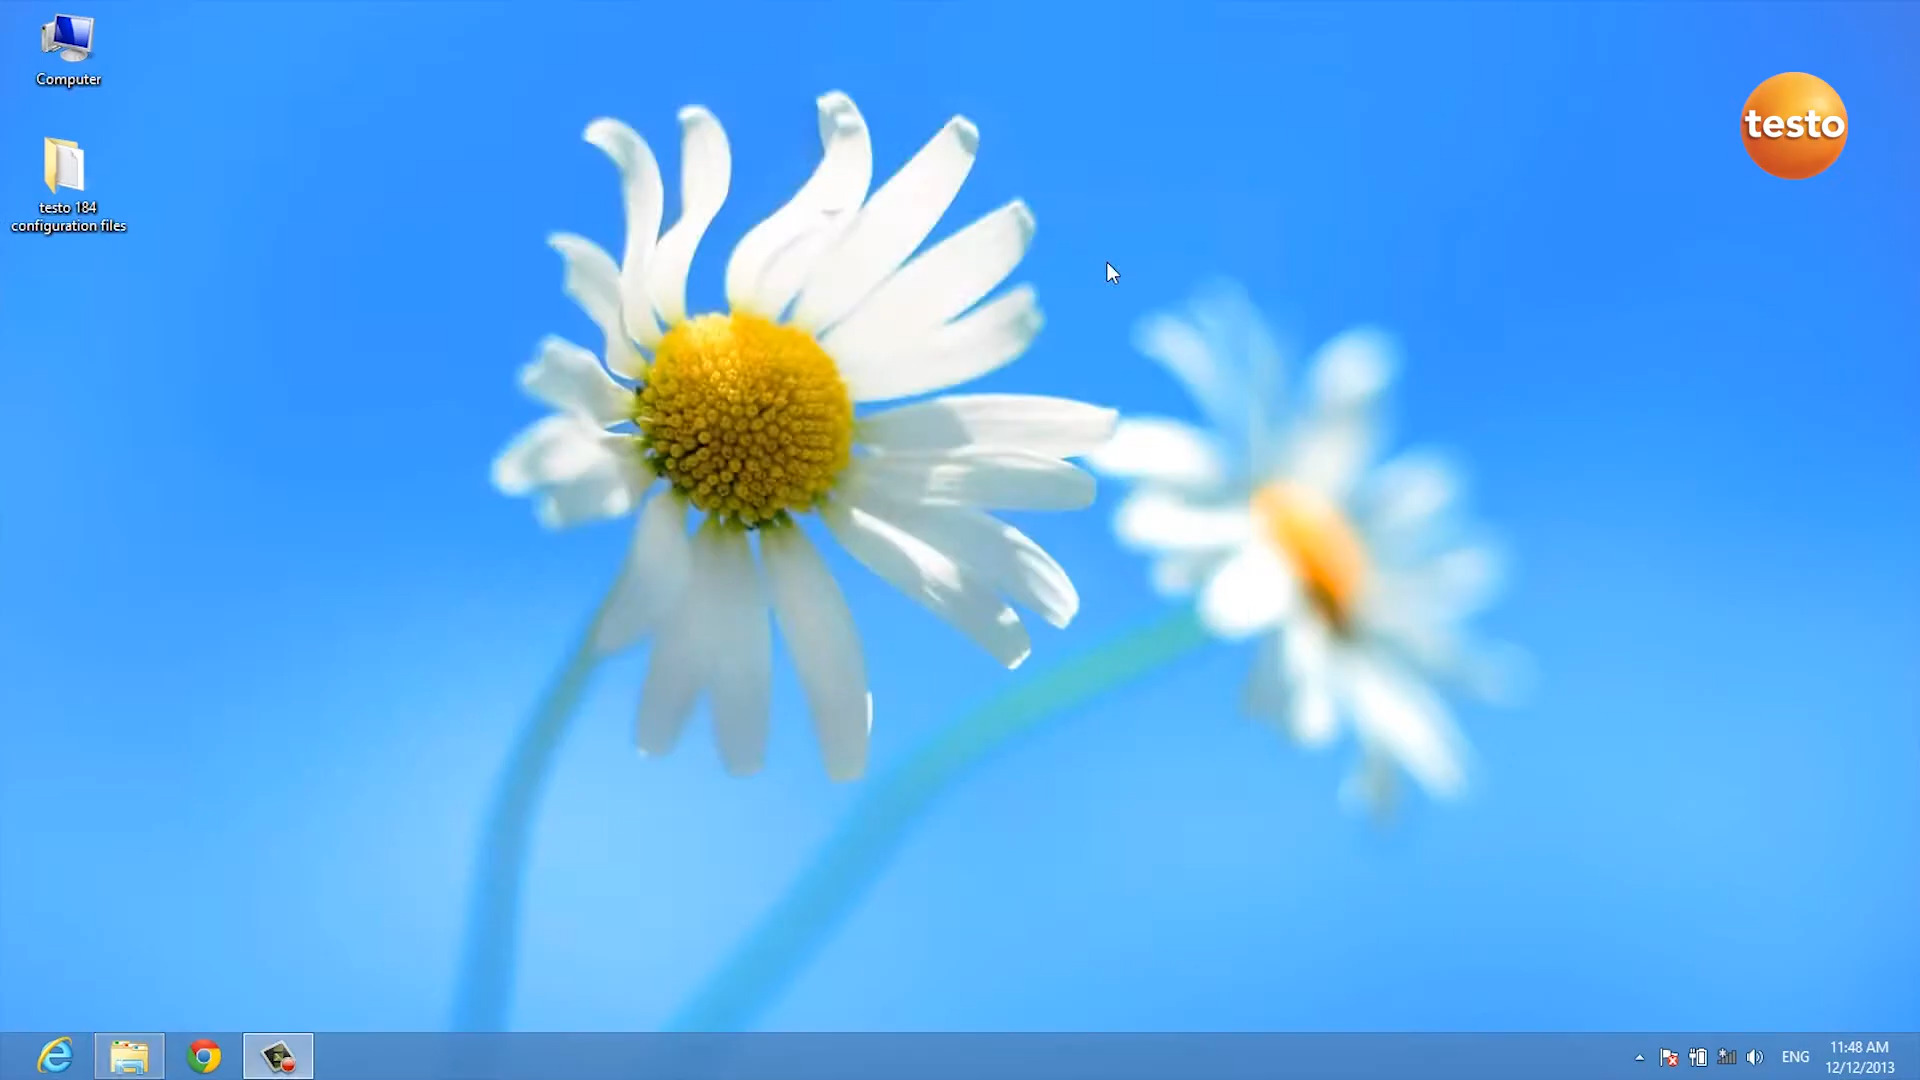 Computer
testo 184
configuration files
testo
ENG
11:48 AM
12/12/2013